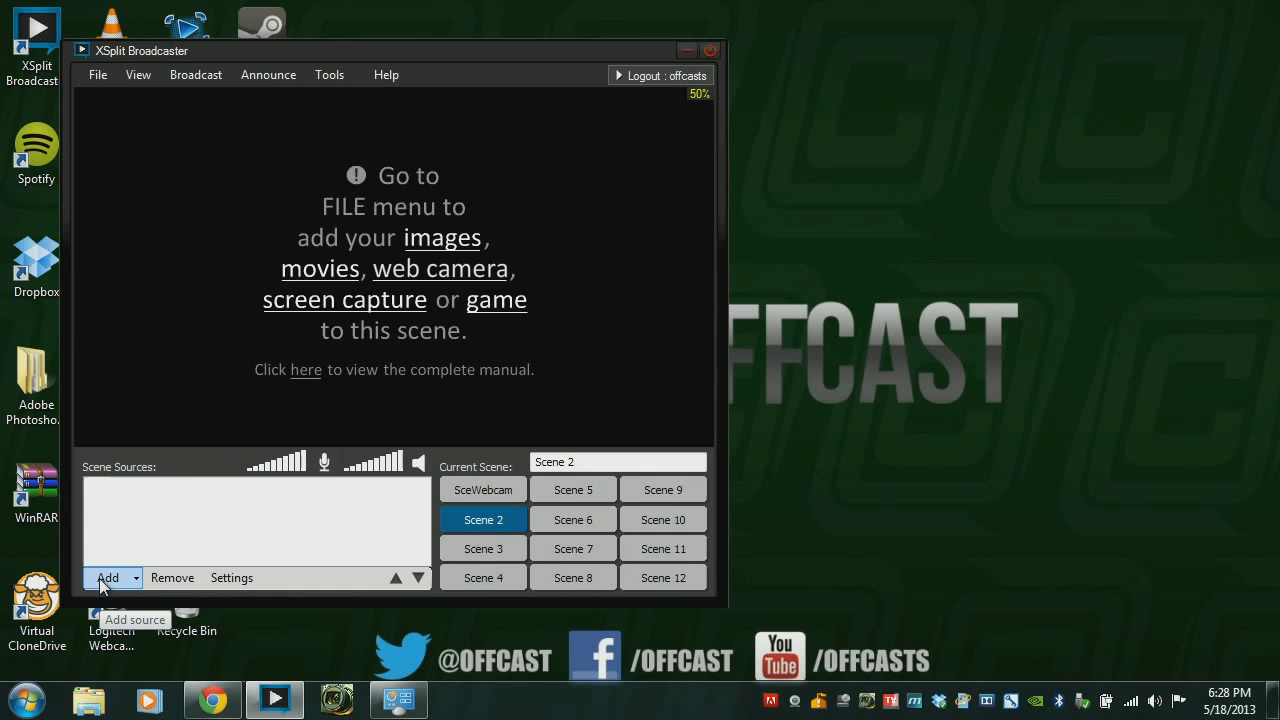 XSplit Broadcaster
File View Broadcast Announce Tools Help Logout : offcasts
50%
Go to
FILE menu to
add your images,
movies, web camera,
screen capture or game
to this scene.
Click here to view the complete manual.
Scene Sources:
Current Scene: Scene 2
SceWebcam Scene 5 Scene 9
Scene 2 Scene 6 Scene 10
Scene 3 Scene 7 Scene 11
Scene 4 Scene 8 Scene 12
Add Remove Settings
Add source
XSplit
Broadcast
Spotify
Dropbox
Adobe
Photosho...
WinRAR
Virtual
CloneDrive
Logitech
Webca...
Recycle Bin
FFCAST
@OFFCAST /OFFCAST You Tube /OFFCASTS
6:28 PM
5/18/2013